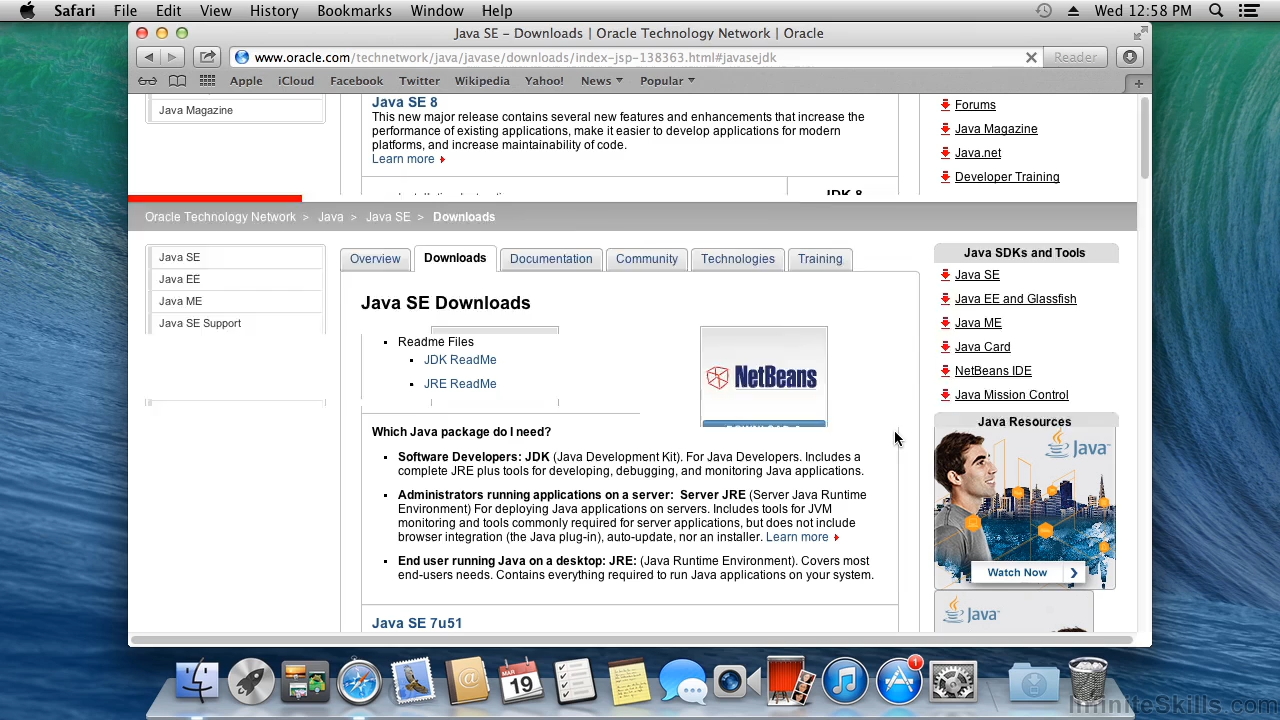 Safari File Edit View History Bookmarks Window Help Wed 12:58 PM
Java SE – Downloads | Oracle Technology Network | Oracle
www.oracle.com/technetwork/java/javase/downloads/index-jsp-138363.html#javasejdk
Reader
Apple iCloud Facebook Twitter Wikipedia Yahoo! News Popular
Java Magazine
Java SE 8
This new major release contains several new features and enhancements that increase the
performance of existing applications, make it easier to develop applications for modern
platforms, and increase maintainability of code.
Learn more
JDK 8
Forums
Java Magazine
Java.net
Developer Training
Oracle Technology Network > Java > Java SE > Downloads
Java SE
Java EE
Java ME
Java SE Support
Overview Downloads Documentation Community Technologies Training
Java SE Downloads
Readme Files
JDK ReadMe
JRE ReadMe
NetBeans
Which Java package do I need?
Software Developers: JDK (Java Development Kit). For Java Developers. Includes a
complete JRE plus tools for developing, debugging, and monitoring Java applications.
Administrators running applications on a server: Server JRE (Server Java Runtime
Environment) For deploying Java applications on servers. Includes tools for JVM
monitoring and tools commonly required for server applications, but does not include
browser integration (the Java plug-in), auto-update, nor an installer. Learn more
End user running Java on a desktop: JRE: (Java Runtime Environment). Covers most
end-users needs. Contains everything required to run Java applications on your system.
Java SE 7u51
Java SDKs and Tools
Java SE
Java EE and Glassfish
Java ME
Java Card
NetBeans IDE
Java Mission Control
Java Resources
Java
Watch Now
Java
MAR
19
1
InfiniteSkills.com